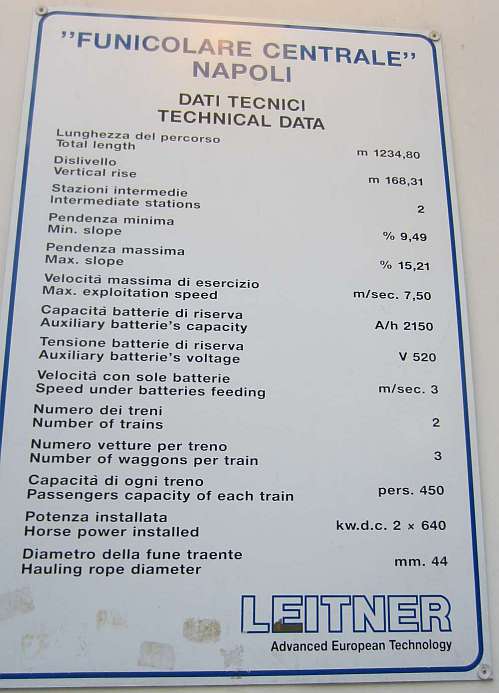 "FUNICOLARE CENTRALE"
NAPOLI
DATI TECNICI
TECHNICAL DATA
Lunghezza del percorso
Total length
m 1234,80
Dislivello
Vertical rise
m 168,31
Stazioni intermedie
Intermediate stations
2
Pendenza minima
Min. slope
% 9,49
Pendenza massima
Max. slope
% 15,21
Velocità massima di esercizio
Max. exploitation speed
m/sec. 7,50
Capacità batterie di riserva
Auxiliary batterie's capacity
A/h 2150
Tensione batterie di riserva
Auxiliary batterie's voltage
V 520
Velocità con sole batterie
Speed under batteries feeding
m/sec. 3
Numero dei treni
Number of trains
2
Numero vetture per treno
Number of waggons per train
3
Capacità di ogni treno
Passengers capacity of each train
pers. 450
Potenza installata
Horse power installed
kw.d.c. 2 × 640
Diametro della fune traente
Hauling rope diameter
mm. 44
LEITNER
Advanced European Technology